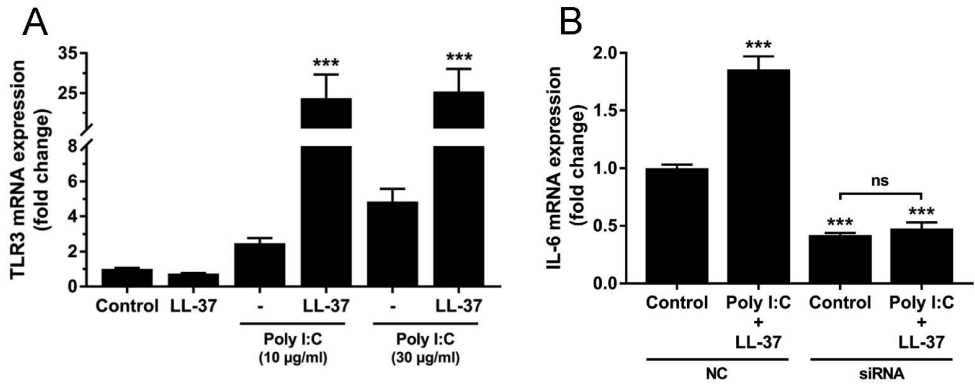 A
TLR3 mRNA expression
(fold change)
35
25
8
6
4
2
0
***
***
Control LL-37 - LL-37 - LL-37
Poly I:C
(10 µg/ml)
Poly I:C
(30 µg/ml)
B
IL-6 mRNA expression
(fold change)
2.0
1.5
1.0
0.5
0.0
***
ns
***
***
Control Poly I:C Control Poly I:C
+ +
LL-37 LL-37
NC siRNA